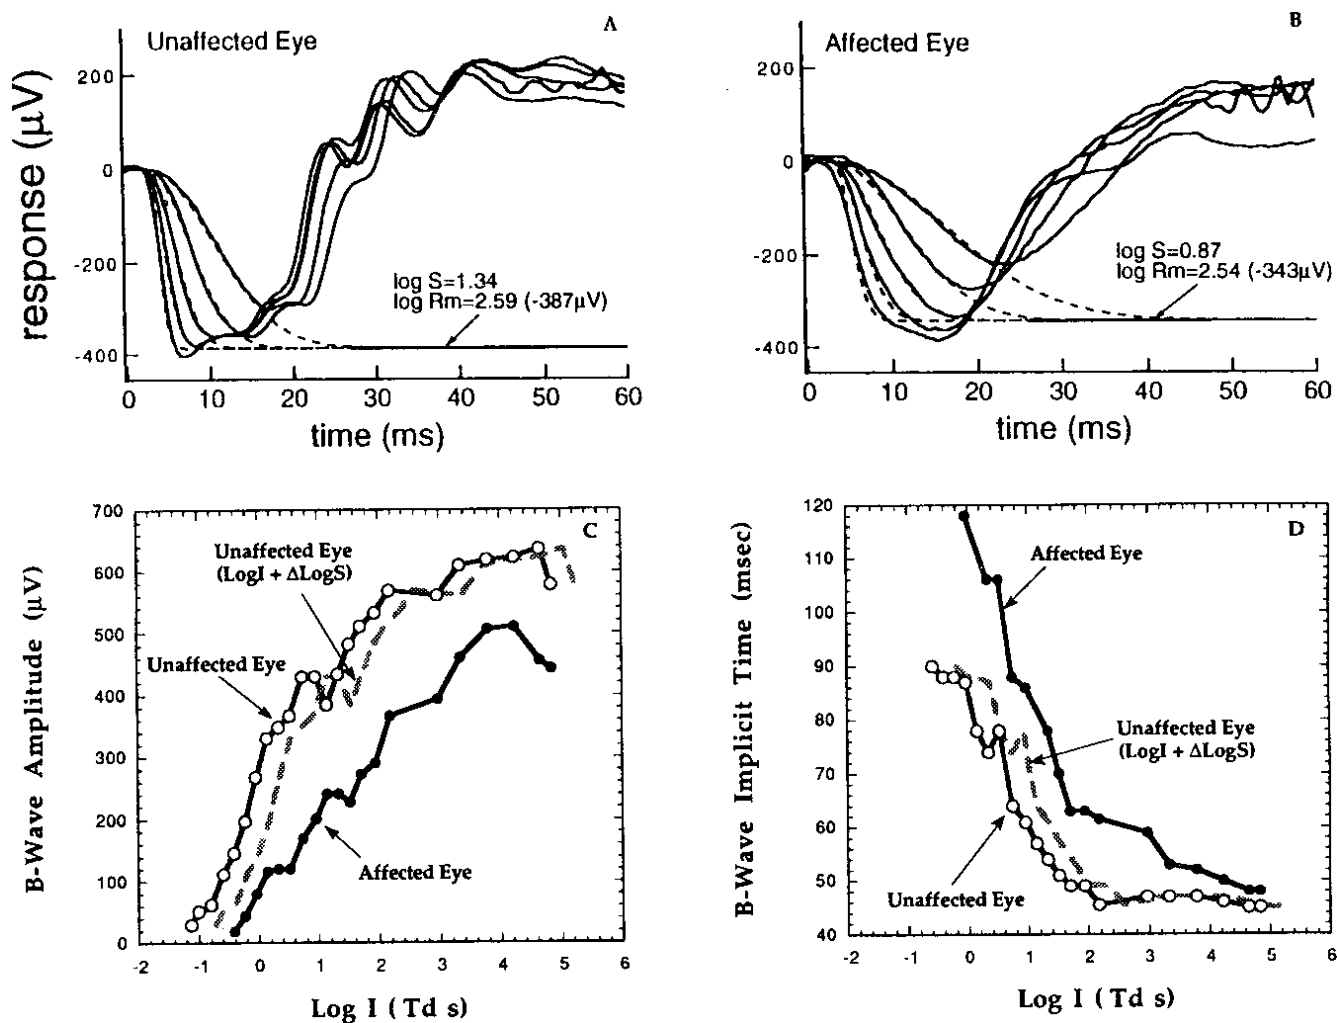 A
Unaffected Eye
response (µV)
200
0
-200
-400
log S=1.34
log Rm=2.59 (-387µV)
0 10 20 30 40 50 60
time (ms)
B
Affected Eye
200
0
-200
-400
log S=0.87
log Rm=2.54 (-343µV)
0 10 20 30 40 50 60
time (ms)
C
B-Wave Amplitude (µV)
700
600
500
400
300
200
100
0
Unaffected Eye
(LogI + ΔLogS)
Unaffected Eye
Affected Eye
-2 -1 0 1 2 3 4 5 6
Log I (Td s)
D
B-Wave Implicit Time (msec)
120
110
100
90
80
70
60
50
40
Affected Eye
Unaffected Eye
(LogI + ΔLogS)
Unaffected Eye
-2 -1 0 1 2 3 4 5 6
Log I (Td s)